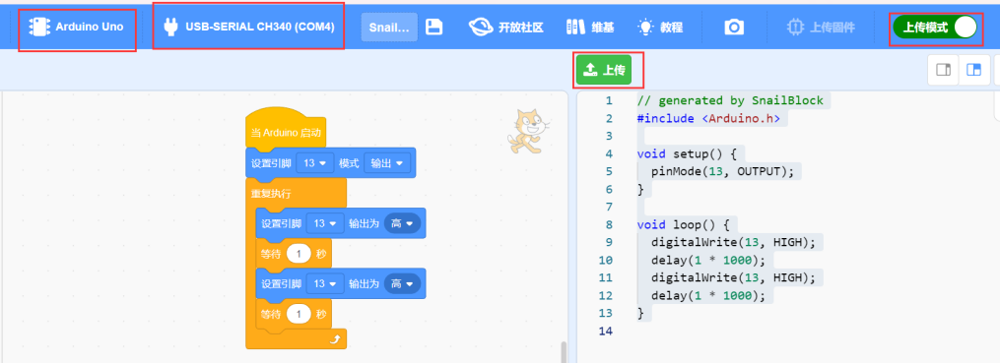 Arduino Uno
USB-SERIAL CH340 (COM4)
Snail...
开放社区
维基
教程
上传固件
上传模式
上传
当 Arduino 启动
设置引脚 13 模式 输出
重复执行
设置引脚 13 输出为 高
等待 1 秒
设置引脚 13 输出为 高
等待 1 秒
1 // generated by SnailBlock
2 #include <Arduino.h>
3
4 void setup() {
5 pinMode(13, OUTPUT);
6 }
7
8 void loop() {
9 digitalWrite(13, HIGH);
10 delay(1 * 1000);
11 digitalWrite(13, HIGH);
12 delay(1 * 1000);
13 }
14